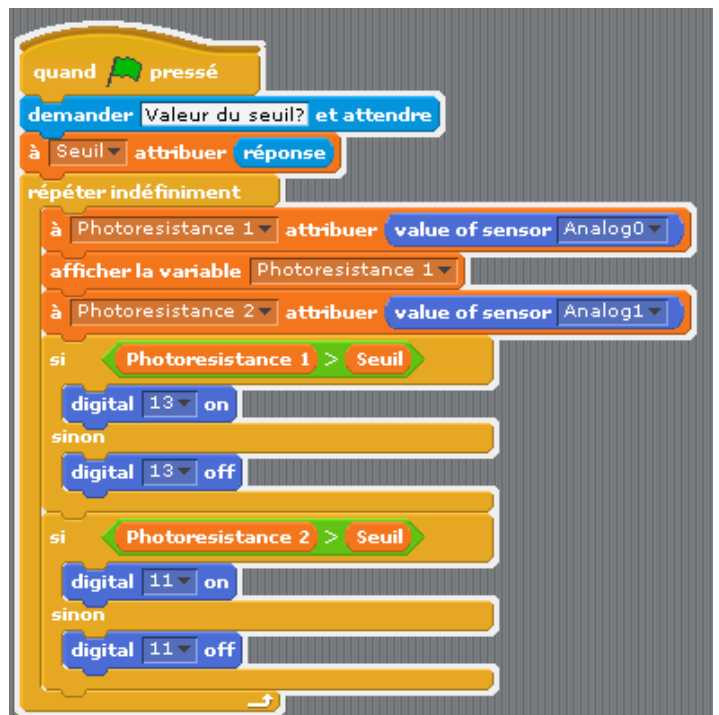 quand pressé
demander Valeur du seuil? et attendre
à Seuil attribuer réponse
répéter indéfiniment
à Photoresistance 1 attribuer value of sensor Analog0
afficher la variable Photoresistance 1
à Photoresistance 2 attribuer value of sensor Analog1
si Photoresistance 1 > Seuil
digital 13 on
sinon
digital 13 off
si Photoresistance 2 > Seuil
digital 11 on
sinon
digital 11 off